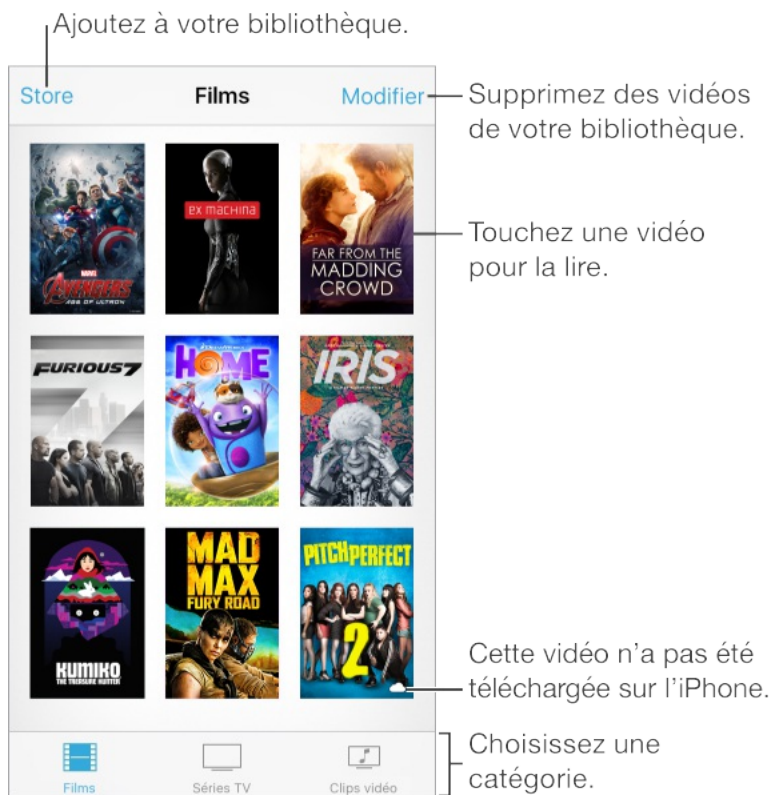 Ajoutez à votre bibliothèque.
Store
Films
Modifier
Supprimez des vidéos
de votre bibliothèque.
MARVEL
AVENGERS
AGE OF ULTRON
ex machina
FAR FROM THE
MADDING
CROWD
Touchez une vidéo
pour la lire.
FURIOUS 7
HOME
IRIS
KUMIKO
THE TREASURE HUNTER
MAD
MAX
FURY ROAD
PITCH PERFECT
2
Cette vidéo n’a pas été
téléchargée sur l’iPhone.
Films
Séries TV
Clips vidéo
Choisissez une
catégorie.